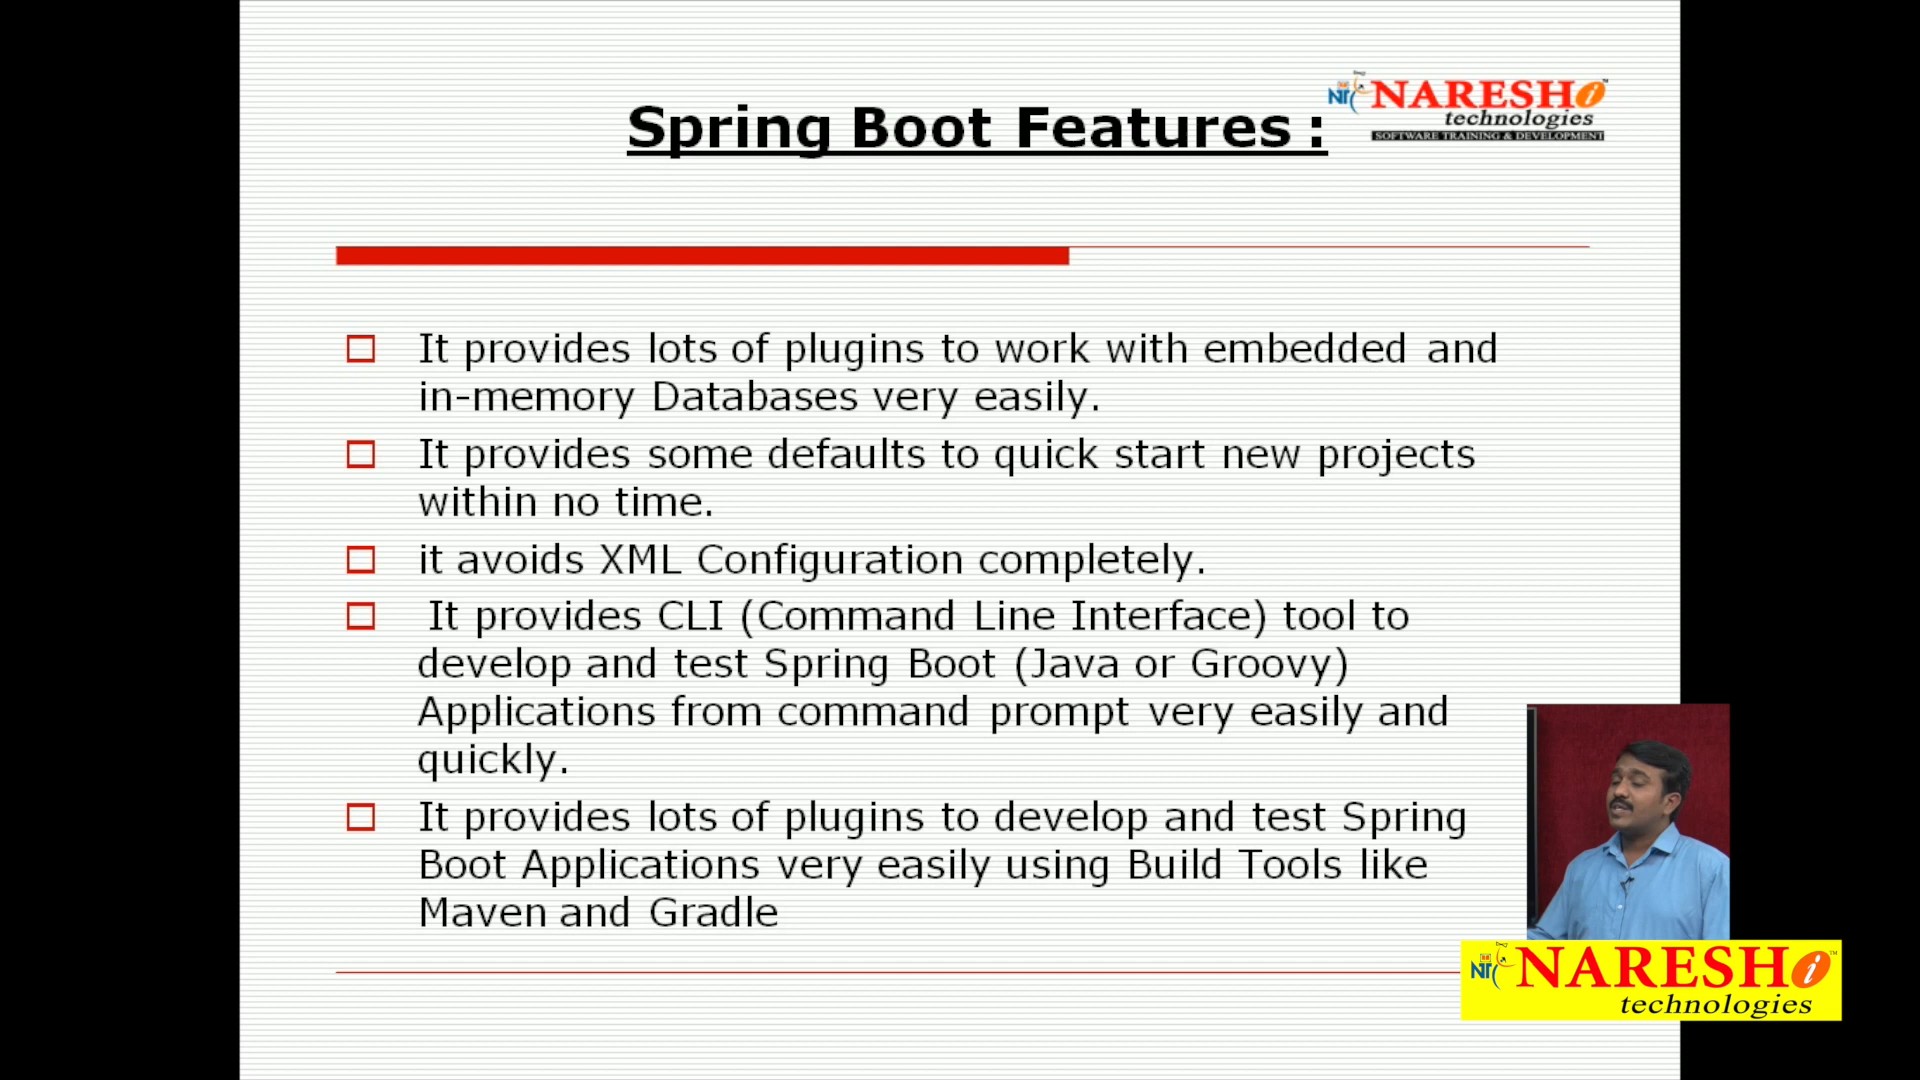 Spring Boot Features :
NARESHi
technologies
SOFTWARE TRAINING & DEVELOPMENT
It provides lots of plugins to work with embedded and
in-memory Databases very easily.
It provides some defaults to quick start new projects
within no time.
it avoids XML Configuration completely.
It provides CLI (Command Line Interface) tool to
develop and test Spring Boot (Java or Groovy)
Applications from command prompt very easily and
quickly.
It provides lots of plugins to develop and test Spring
Boot Applications very easily using Build Tools like
Maven and Gradle
NARESHi
technologies